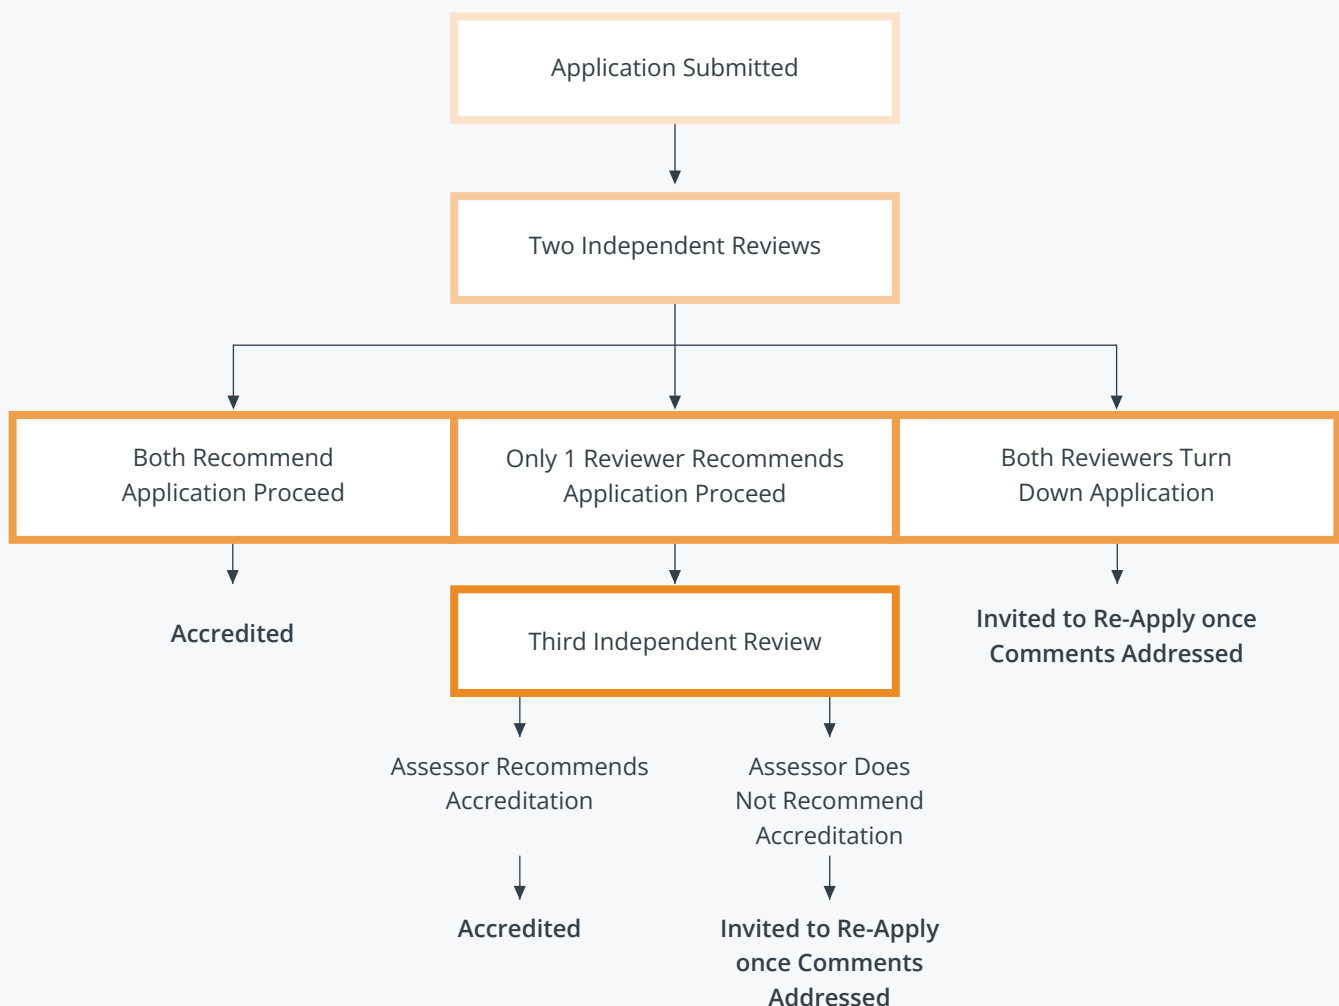 Application Submitted
Two Independent Reviews
Both Recommend
Application Proceed
Only 1 Reviewer Recommends
Application Proceed
Both Reviewers Turn
Down Application
Accredited
Third Independent Review
Invited to Re-Apply once
Comments Addressed
Assessor Recommends
Accreditation
Assessor Does
Not Recommend
Accreditation
Accredited
Invited to Re-Apply
once Comments
Addressed